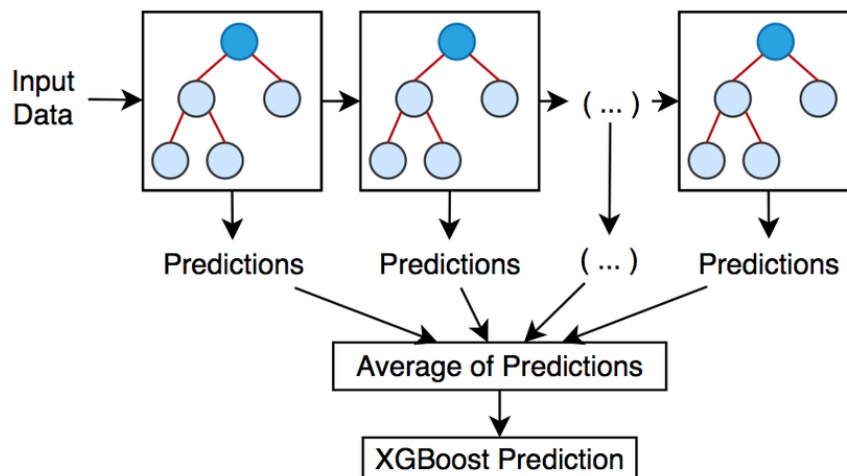 Input
Data
( ... )
Predictions
Predictions
( ... )
Predictions
Average of Predictions
XGBoost Prediction